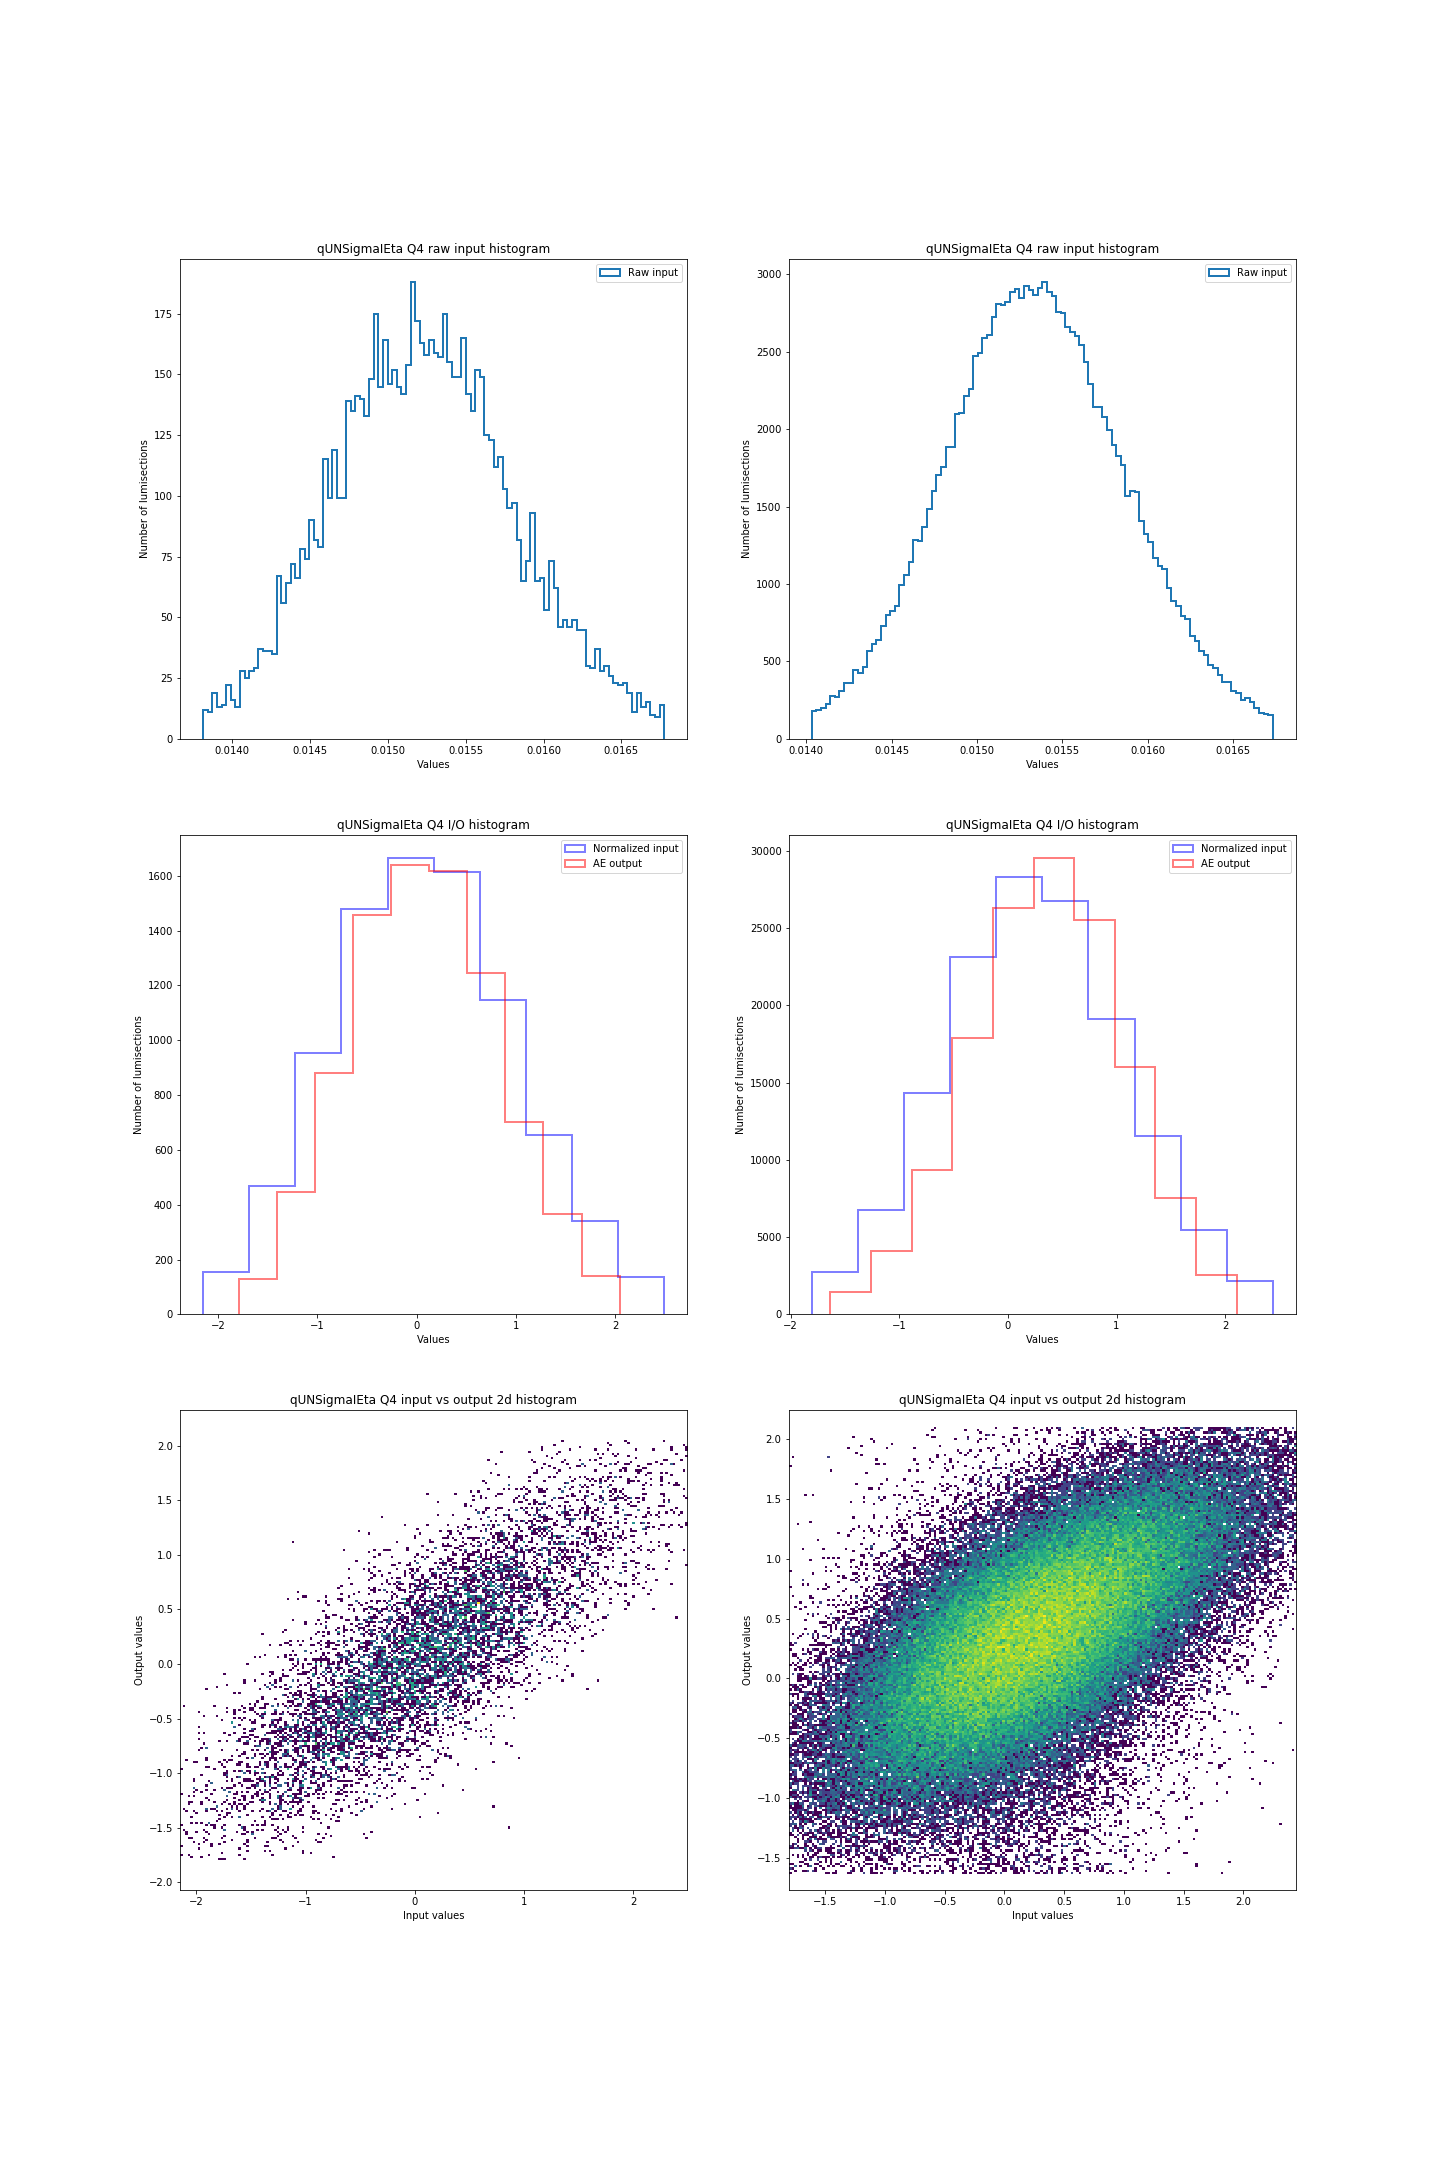 qUNSigmaIEta Q4 raw input histogram
Raw input
Number of lumisections
175
150
125
100
75
50
25
0
0.0140 0.0145 0.0150 0.0155 0.0160 0.0165
Values
qUNSigmaIEta Q4 raw input histogram
Raw input
Number of lumisections
3000
2500
2000
1500
1000
500
0
0.0140 0.0145 0.0150 0.0155 0.0160 0.0165
Values
qUNSigmaIEta Q4 I/O histogram
Normalized input
AE output
Number of lumisections
1600
1400
1200
1000
800
600
400
200
0
−2 −1 0 1 2
Values
qUNSigmaIEta Q4 I/O histogram
Normalized input
AE output
Number of lumisections
30000
25000
20000
15000
10000
5000
0
−2 −1 0 1 2
Values
qUNSigmaIEta Q4 input vs output 2d histogram
Output values
2.0
1.5
1.0
0.5
0.0
−0.5
−1.0
−1.5
−2.0
−2 −1 0 1 2
Input values
qUNSigmaIEta Q4 input vs output 2d histogram
Output values
2.0
1.5
1.0
0.5
0.0
−0.5
−1.0
−1.5
−1.5 −1.0 −0.5 0.0 0.5 1.0 1.5 2.0
Input values